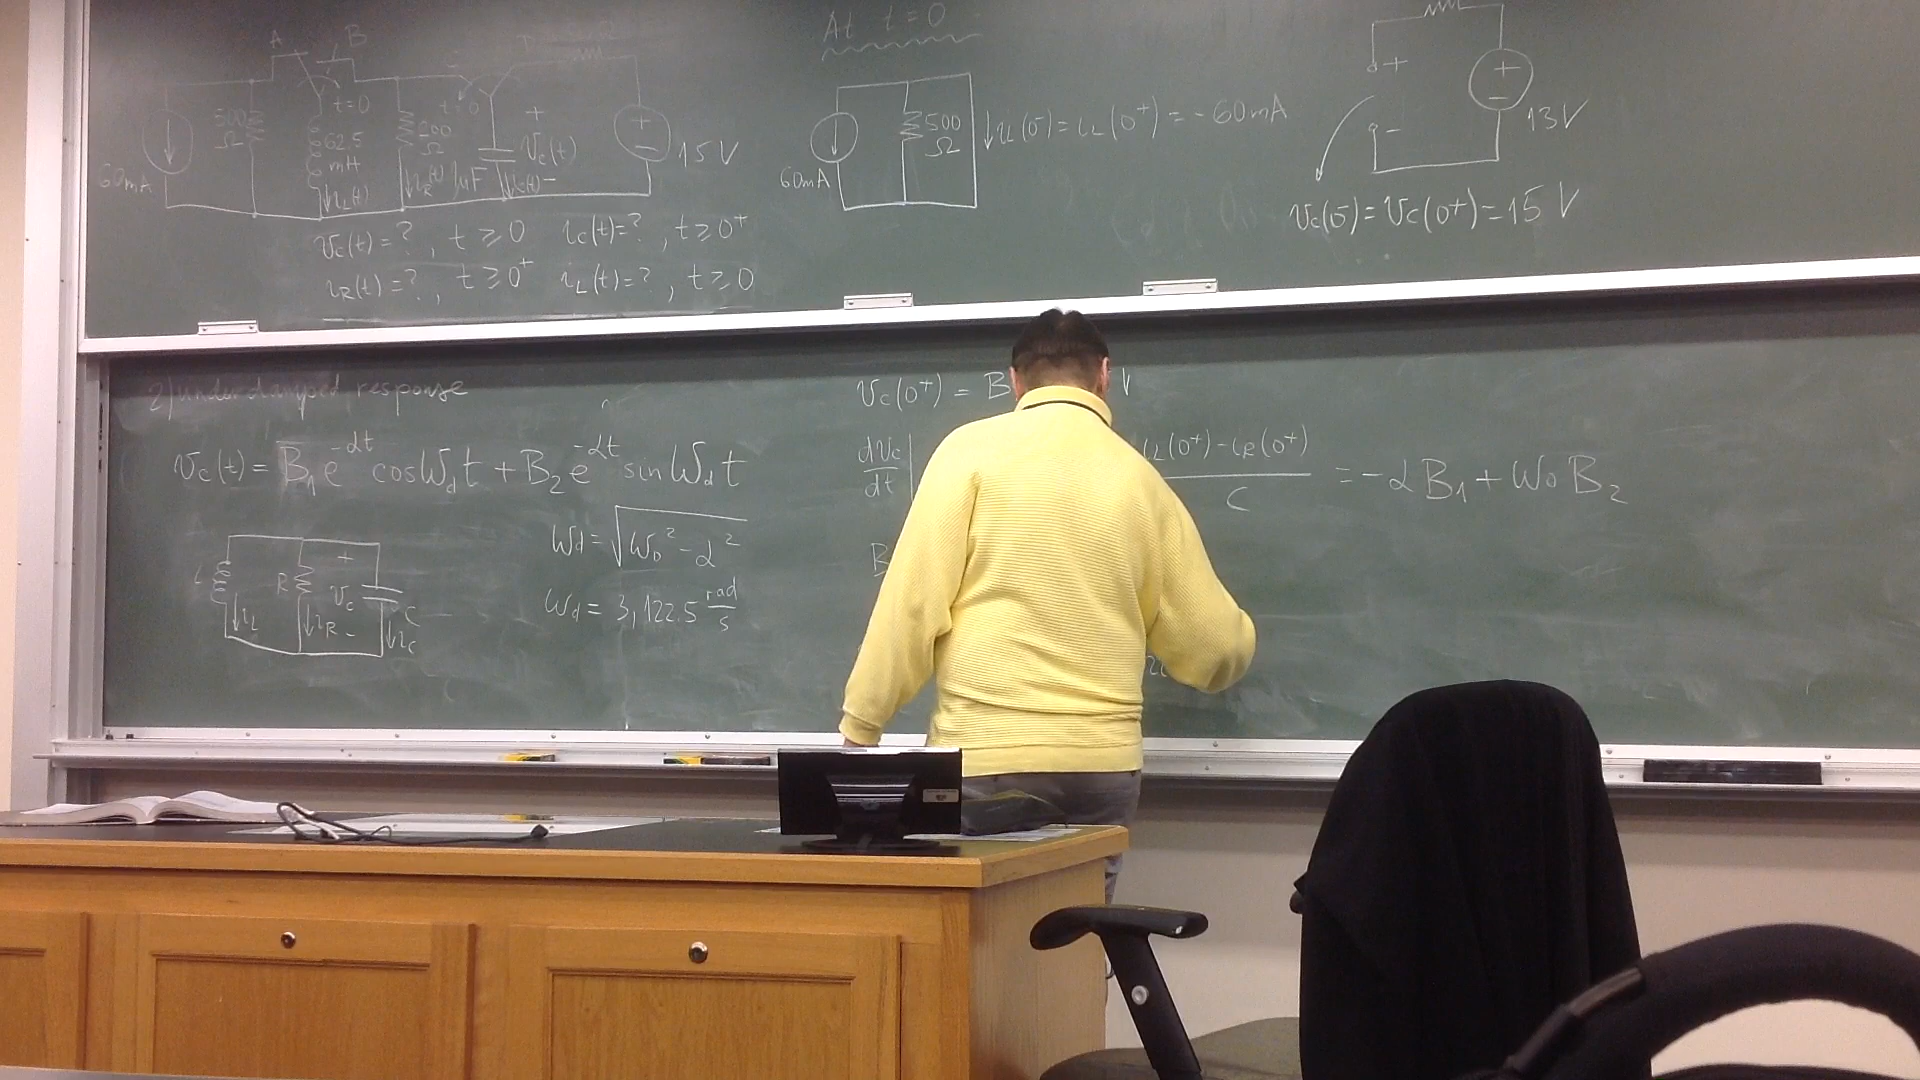 At t=0
A
B
C
t=0
t=0
500 Ω
62.5 mH
200 Ω
iL(t)
iR(t)
1μF
ic(t)
+
Vc(t)
-
+
-
15V
60mA
Vc(t)=? , t≥0 ic(t)=? , t≥0+
iR(t)=? , t≥0+ iL(t)=? , t≥0
60mA
500 Ω
iL(0-)=iL(0+)=-60mA
+
-
+
-
13V
Vc(0-)=Vc(0+)=15V
2) underdamped response
Vc(t)=B1e^-αt cosωdt+B2e^-αt sinωdt
ωd=√ω0²-α²
ωd=3,122.5 rad/s
L
iL
R
iR
+
Vc
-
C
ic
Vc(0+)=B V
dVc/dt iL(0+)-iR(0+)/C =-αB1+ω0B2
B